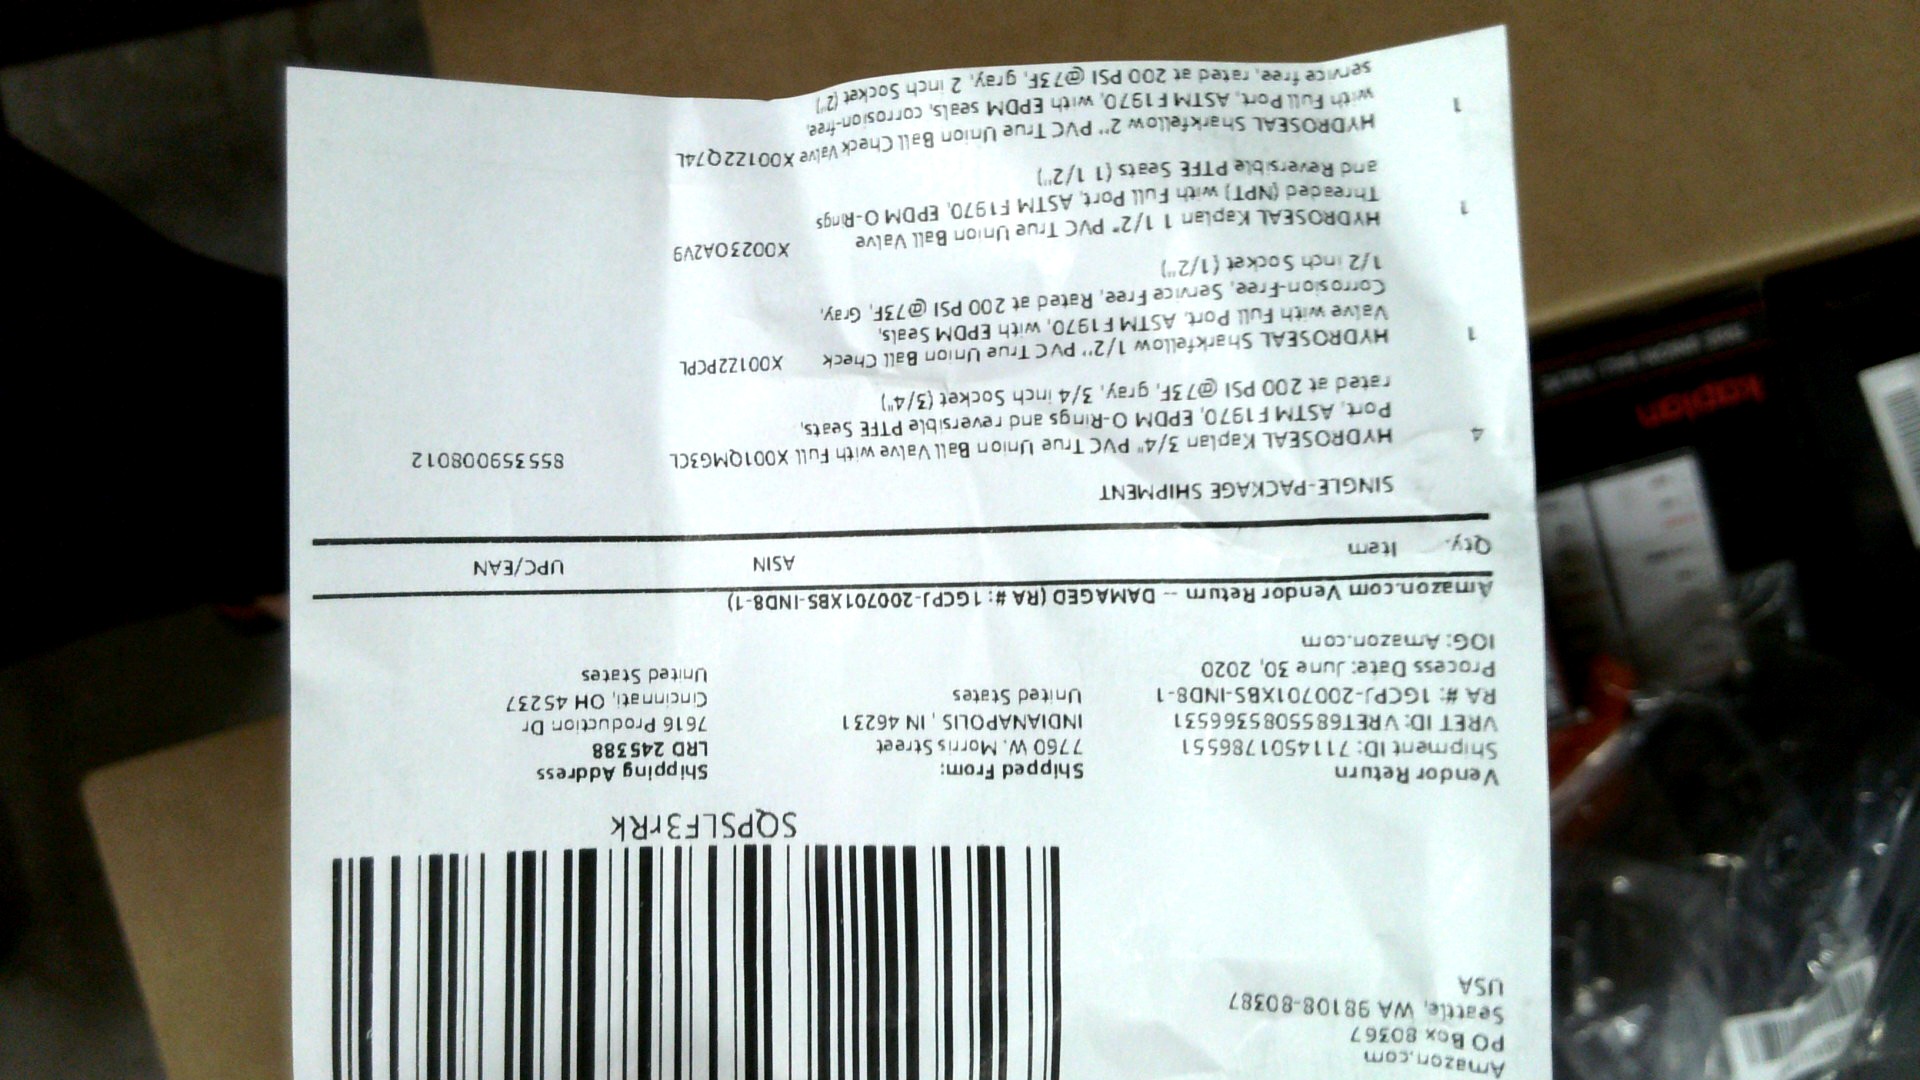 Amazon.com
PO Box 80367
Seattle, WA 98108-80387
USA
SQPSLF3rRk
Vendor Return
Shipment ID: 711450178655 1
VRET ID: VRET685508536653 1
RA #: 1GCPJ-200701XBS-IND8-1
Process Date: June 30, 2020
IOG: Amazon.com
Shipped From:
7760 W. Morris Street
INDIANAPOLIS , IN 46231
United States
Shipping Address
LRD 245388
7616 Production Dr
Cincinnati, OH 45237
United States
Amazon.com Vendor Return -- DAMAGED (RA #: 1GCPJ-200701XBS-IND8-1)
Qty. Item ASIN UPC/EAN
SINGLE-PACKAGE SHIPMENT
4 HYDROSEAL Kaplan 3/4" PVC True Union Ball Valve with Full X001QMG3CL 855359008012
Port, ASTM F1970, EPDM O-Rings and reversible PTFE Seats,
rated at 200 PSI @73F, gray, 3/4 inch Socket (3/4")
1 HYDROSEAL Sharkfellow 1/2" PVC True Union Ball Check X001Z2PCPL
Valve with Full Port, ASTM F1970, with EPDM Seals,
Corrosion-Free, Service Free, Rated at 200 PSI @73F, Gray,
1/2 inch Socket (1/2")
1 HYDROSEAL Kaplan 1 1/2" PVC True Union Ball Valve X0023OA2V9
Threaded (NPT) with Full Port, ASTM F1970, EPDM O-Rings
and Reversible PTFE Seats (1 1/2")
1 HYDROSEAL Sharkfellow 2" PVC True Union Ball Check Valve X001Z2Q74L
with Full Port, ASTM F1970, with EPDM seals, corrosion-free,
service free, rated at 200 PSI @73F, gray, 2 inch Socket (2")
kaplan